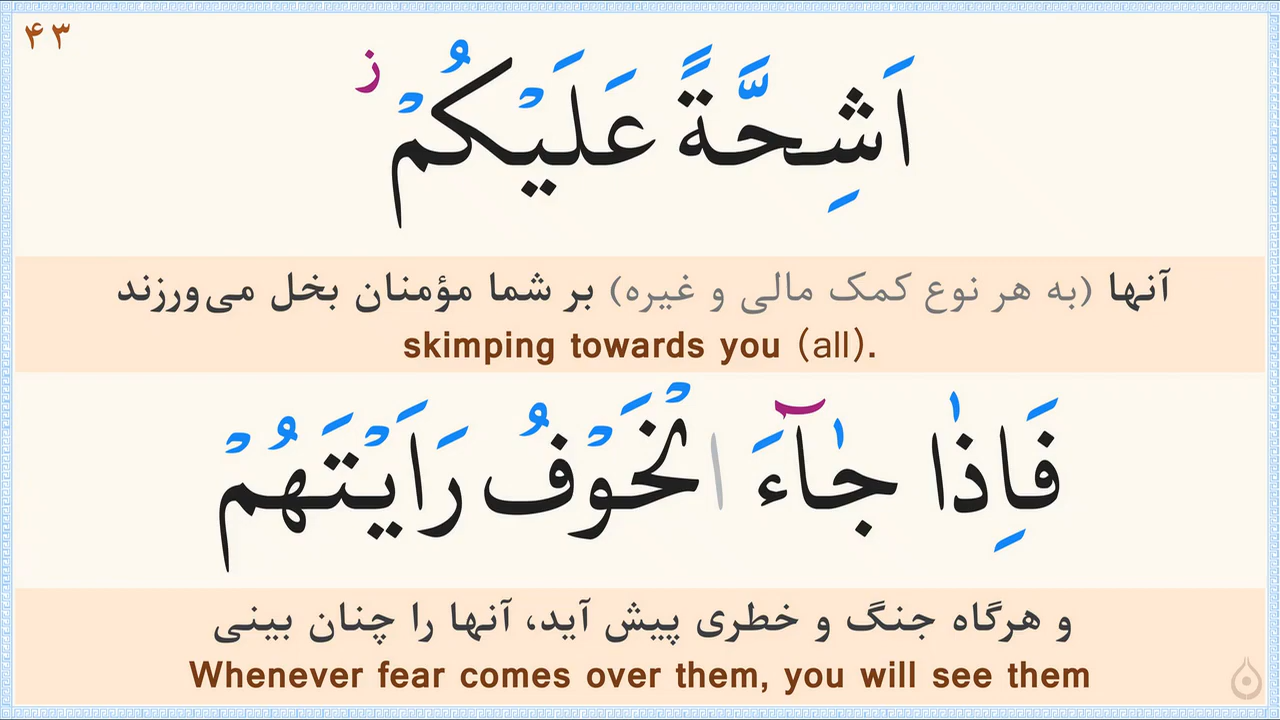 ۴۳
اَشِحَّةً عَلَيْكُمْ ز
آنها (به هر نوع کمک مالی و غیره) بر شما مؤمنان بخل می‌ورزند
skimping towards you (all).
فَاِذٰا جٰٓاءَ الْخَوْفُ رَاَيْتَهُمْ
و هرگاه جنگ و خطری پیش آید، آنها را چنان بینی
Whenever fear comes over them, you will see them